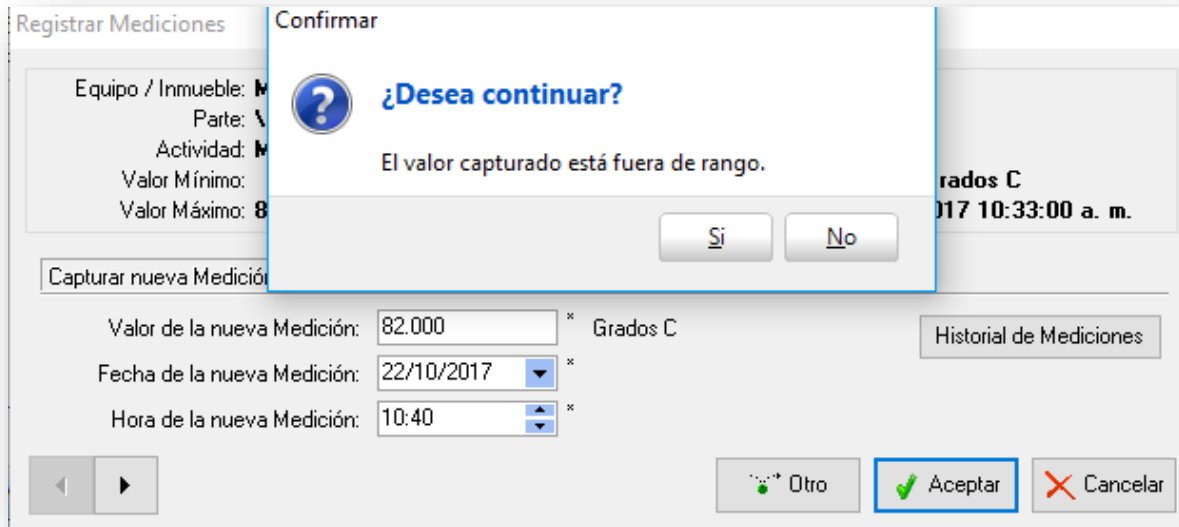 Registrar Mediciones
Confirmar
¿Desea continuar?
El valor capturado está fuera de rango.
Si No
Equipo / Inmueble: M
Parte: \
Actividad: M
Valor Mínimo: rados C
Valor Máximo: 8 017 10:33:00 a. m.
Capturar nueva Medición
Valor de la nueva Medición: 82.000 * Grados C
Historial de Mediciones
Fecha de la nueva Medición: 22/10/2017 *
Hora de la nueva Medición: 10:40 *
Otro Aceptar Cancelar